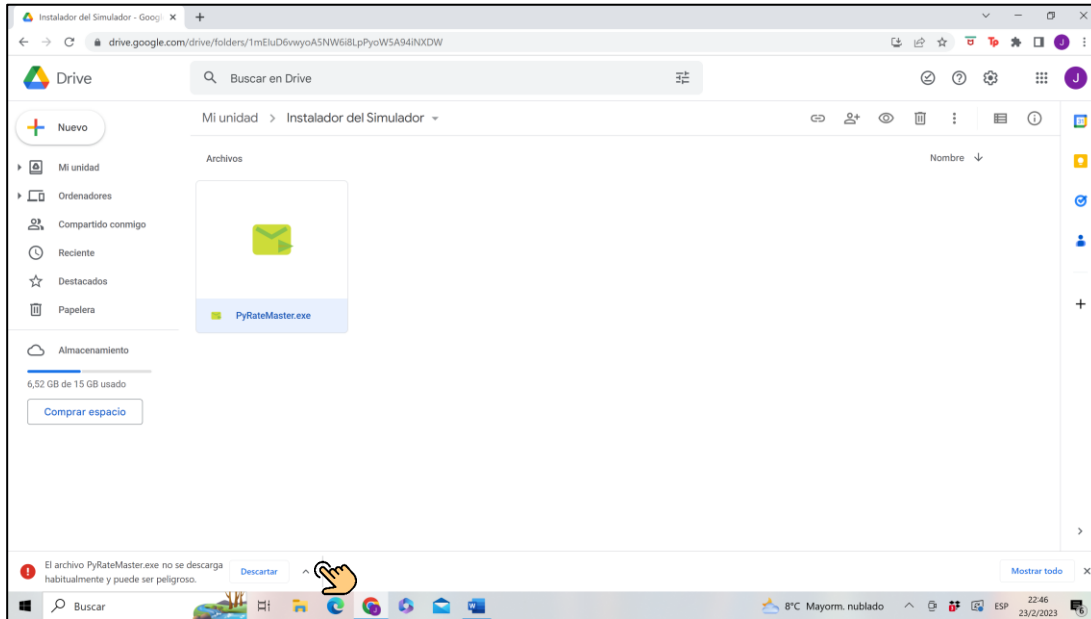 Instalador del Simulador - Googl
drive.google.com/drive/folders/1mEluD6vwyoA5NW6i8LpPyoW5A94iNXDW
Drive
Buscar en Drive
J
Nuevo
Mi unidad > Instalador del Simulador
Archivos
Nombre
Mi unidad
Ordenadores
Compartido conmigo
Reciente
Destacados
Papelera
PyRateMaster.exe
Almacenamiento
6,52 GB de 15 GB usado
Comprar espacio
El archivo PyRateMaster.exe no se descarga
habitualmente y puede ser peligroso.
Descartar
Mostrar todo
Buscar
8°C Mayorm. nublado
ESP
22:46
23/2/2023